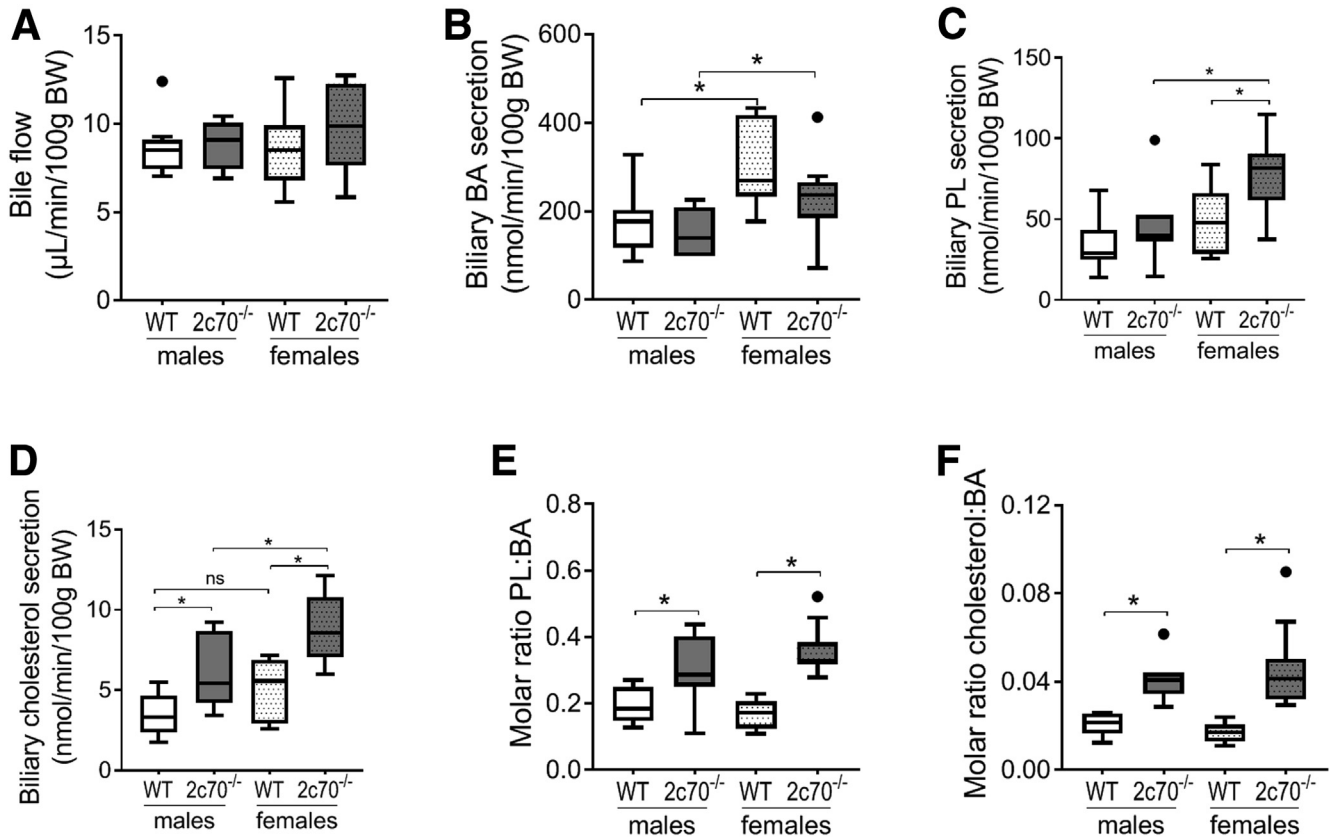 A
Bile flow
(µL/min/100g BW)
15
10
5
0
WT 2c70-/- WT 2c70-/-
males females
B
Biliary BA secretion
(nmol/min/100g BW)
600
400
200
0
*
*
WT 2c70-/- WT 2c70-/-
males females
C
Biliary PL secretion
(nmol/min/100g BW)
150
100
50
0
*
*
WT 2c70-/- WT 2c70-/-
males females
D
Biliary cholesterol secretion
(nmol/min/100g BW)
15
10
5
0
*
*
ns
*
WT 2c70-/- WT 2c70-/-
males females
E
Molar ratio PL:BA
0.8
0.6
0.4
0.2
0.0
*
*
WT 2c70-/- WT 2c70-/-
males females
F
Molar ratio cholesterol:BA
0.12
0.08
0.04
0.00
*
*
WT 2c70-/- WT 2c70-/-
males females